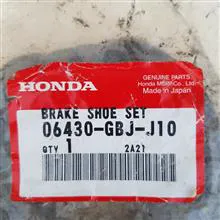 GENUINE PARTS
Honda Motor Co., Ltd.
Made in Japan
HONDA
BRAKE SHOE SET
06430-GBJ-J10
QTY 1 2A21